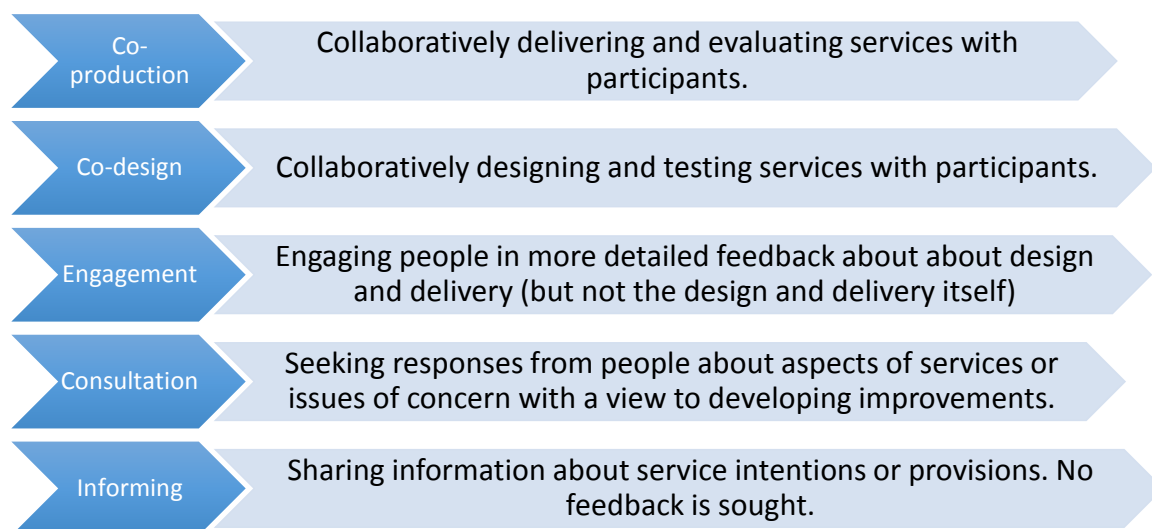 Co-
production
Collaboratively delivering and evaluating services with
participants.
Co-design
Collaboratively designing and testing services with participants.
Engagement
Engaging people in more detailed feedback about about design
and delivery (but not the design and delivery itself)
Consultation
Seeking responses from people about aspects of services or
issues of concern with a view to developing improvements.
Informing
Sharing information about service intentions or provisions. No
feedback is sought.